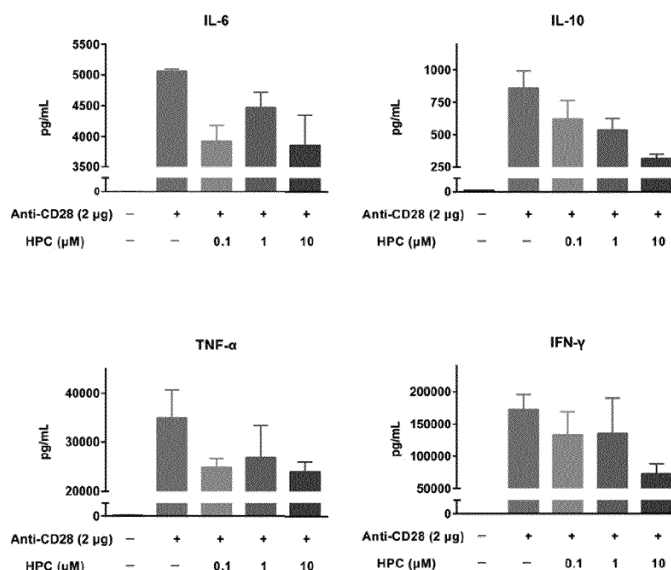 IL-6
5500
5000
4500
4000
3500
0
pg/mL
Anti-CD28 (2 µg) – + + + +
HPC (µM) – – 0.1 1 10
IL-10
1000
750
500
250
0
pg/mL
Anti-CD28 (2 µg) – + + + +
HPC (µM) – – 0.1 1 10
TNF-α
40000
30000
20000
0
pg/mL
Anti-CD28 (2 µg) – + + + +
HPC (µM) – – 0.1 1 10
IFN-γ
200000
150000
100000
50000
0
pg/mL
Anti-CD28 (2 µg) – + + + +
HPC (µM) – – 0.1 1 10